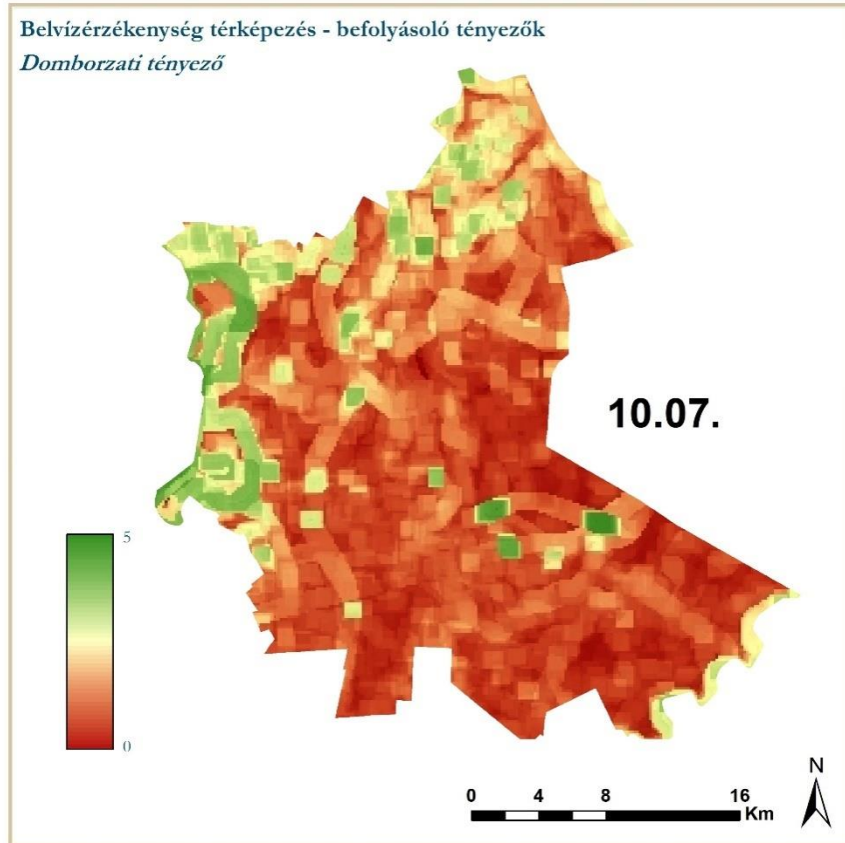 Belvízérzékenység térképezés - befolyásoló tényezők
Domborzati tényező
10.07.
5
0
N
0 4 8 16
Km